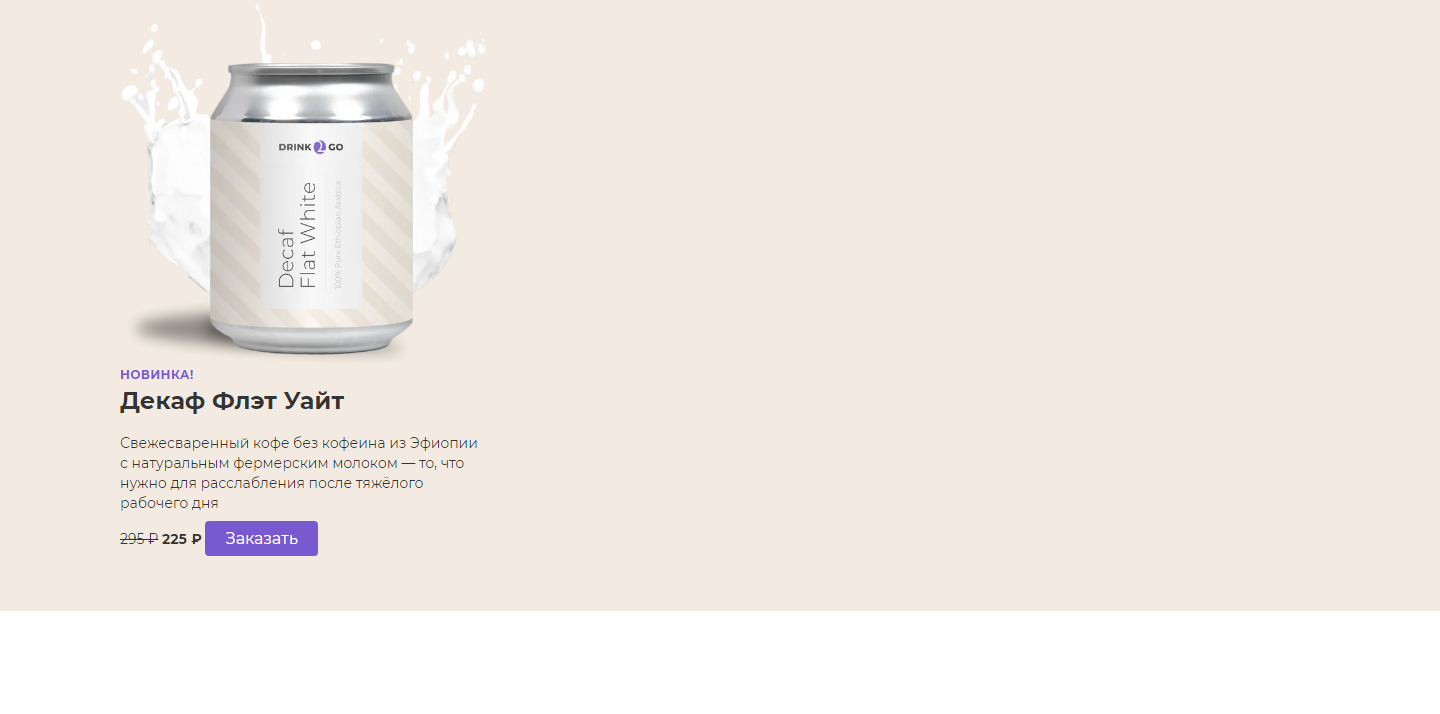 DRINK 2 GO
Decaf
Flat White
100% Pure Ethiopian Arabica
НОВИНКА!
Декаф Флэт Уайт
Свежесваренный кофе без кофеина из Эфиопии
с натуральным фермерским молоком — то, что
нужно для расслабления после тяжёлого
рабочего дня
295 ₽ 225 ₽ Заказать